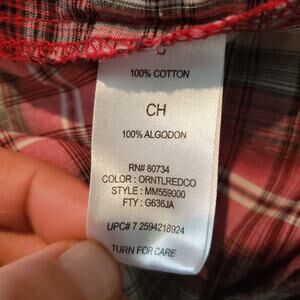 100% COTTON
CH
100% ALGODON
RN# 80734
COLOR : ORNTLREDCO
STYLE : MM559000
FTY : G636JA
UPC# 7 2594218924
TURN FOR CARE